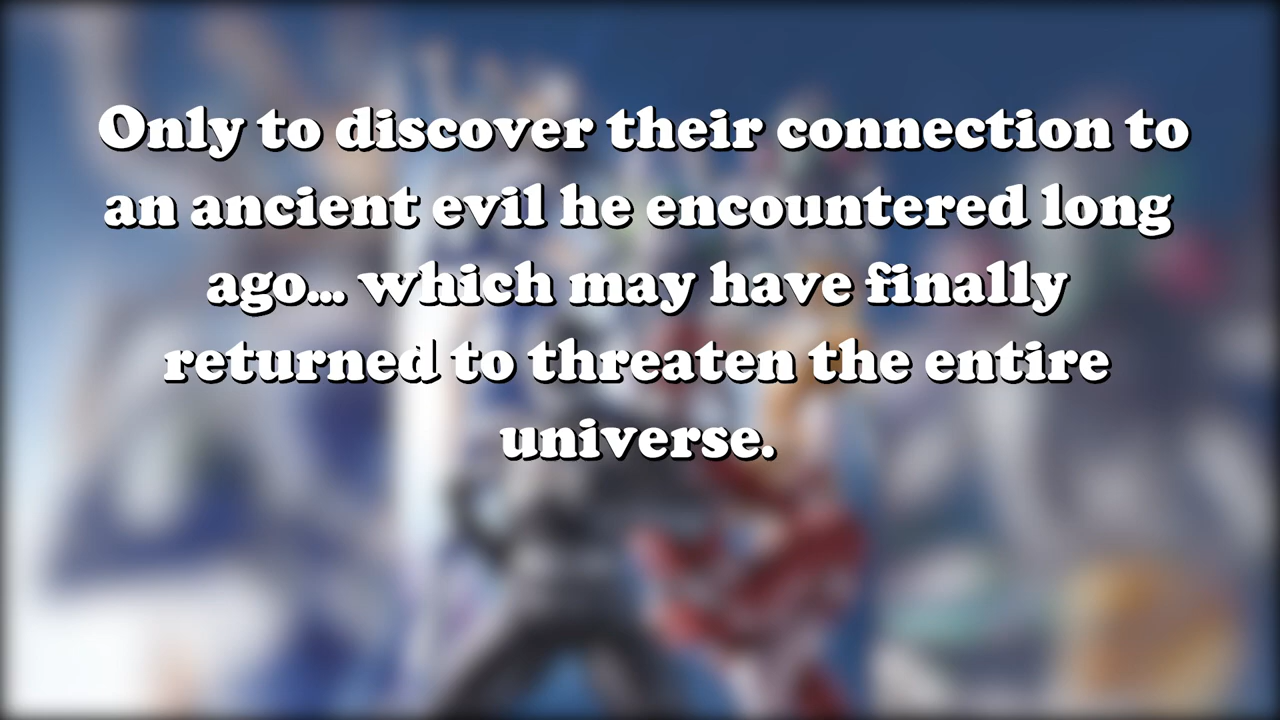 Only to discover their connection to
an ancient evil he encountered long
ago... which may have finally
returned to threaten the entire
universe.